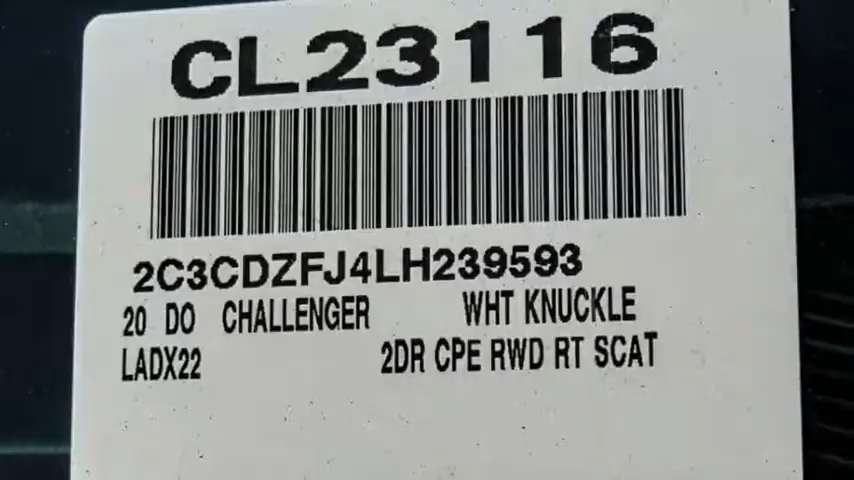 CL23116
2C3CDZFJ4LH239593
20 DO CHALLENGER WHT KNUCKLE
LADX22 2DR CPE RWD RT SCAT